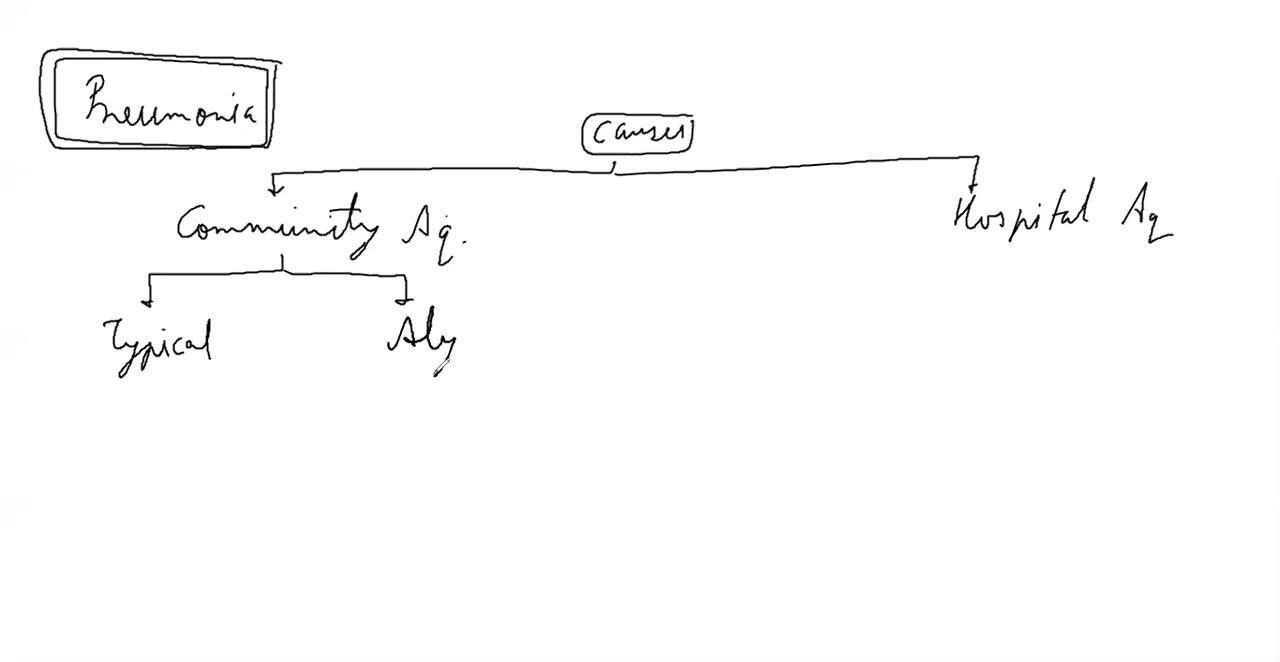 Pneumonia
Causes
Community Aq.
Hospital Aq
Typical
Aty